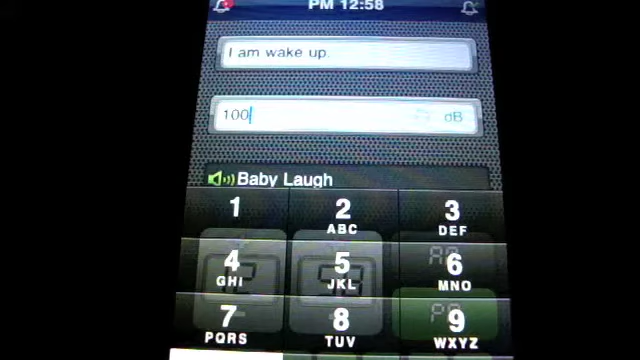 PM 12:58
I am wake up.
100 dB
Baby Laugh
1 2 3
ABC DEF
4 5 6
GHI JKL MNO
7 8 9
PQRS TUV WXYZ